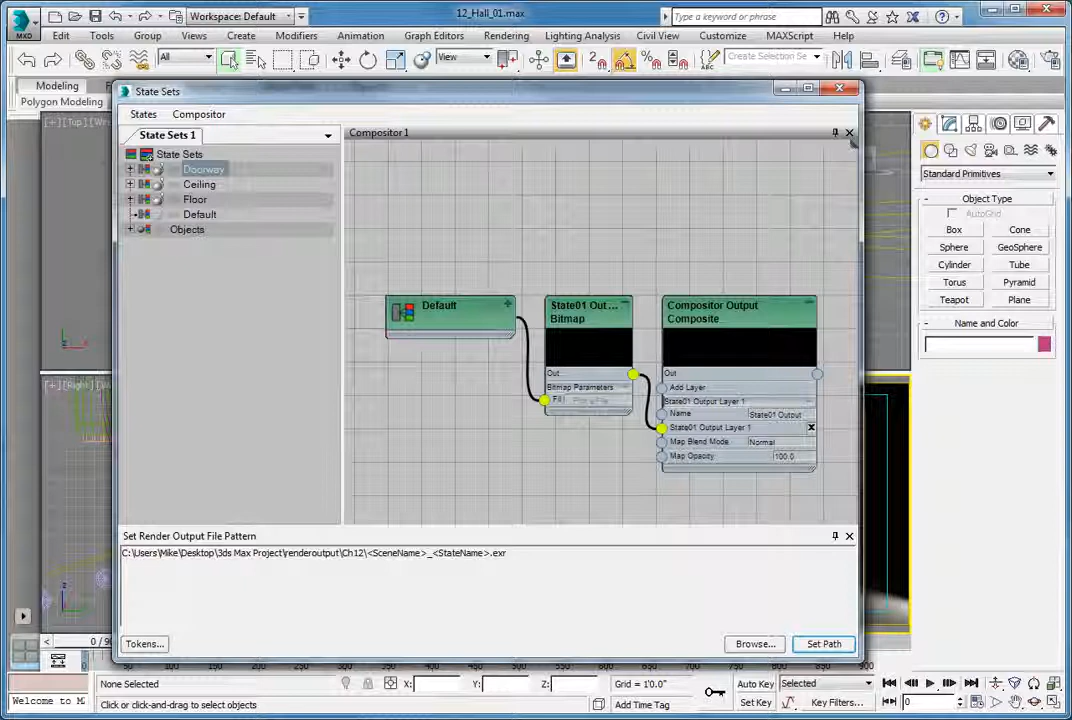 Workspace: Default
12_Hall_01.max
Type a keyword or phrase
MXD
Edit Tools Group Views Create Modifiers Animation Graph Editors Rendering Lighting Analysis Civil View Customize MAXScript Help
All
View
Create Selection Se
Modeling
Polygon Modeling
State Sets
States Compositor
State Sets 1
State Sets
Doorway
Ceiling
Floor
Default
Objects
Compositor1
Default
State01 Out...
Bitmap
Out
Bitmap Parameters
Compositor Output
Composite
Out
Add Layer
State01 Output Layer 1
Name State01 Output
State01 Output Layer 1
Map Blend Mode Normal
Map Opacity 100.0
Set Render Output File Pattern
C:\Users\Mike\Desktop\3ds Max Project\renderoutput\Ch12\<SceneName>_<StateName>.exr
Tokens... Browse... Set Path
Standard Primitives
Object Type
AutoGrid
Box Cone
Sphere GeoSphere
Cylinder Tube
Torus Pyramid
Teapot Plane
Name and Color
None Selected X: Y: Z: Grid = 1'0.0" Auto Key Selected
Welcome to M
Click or click-and-drag to select objects Add Time Tag Set Key Key Filters... 0